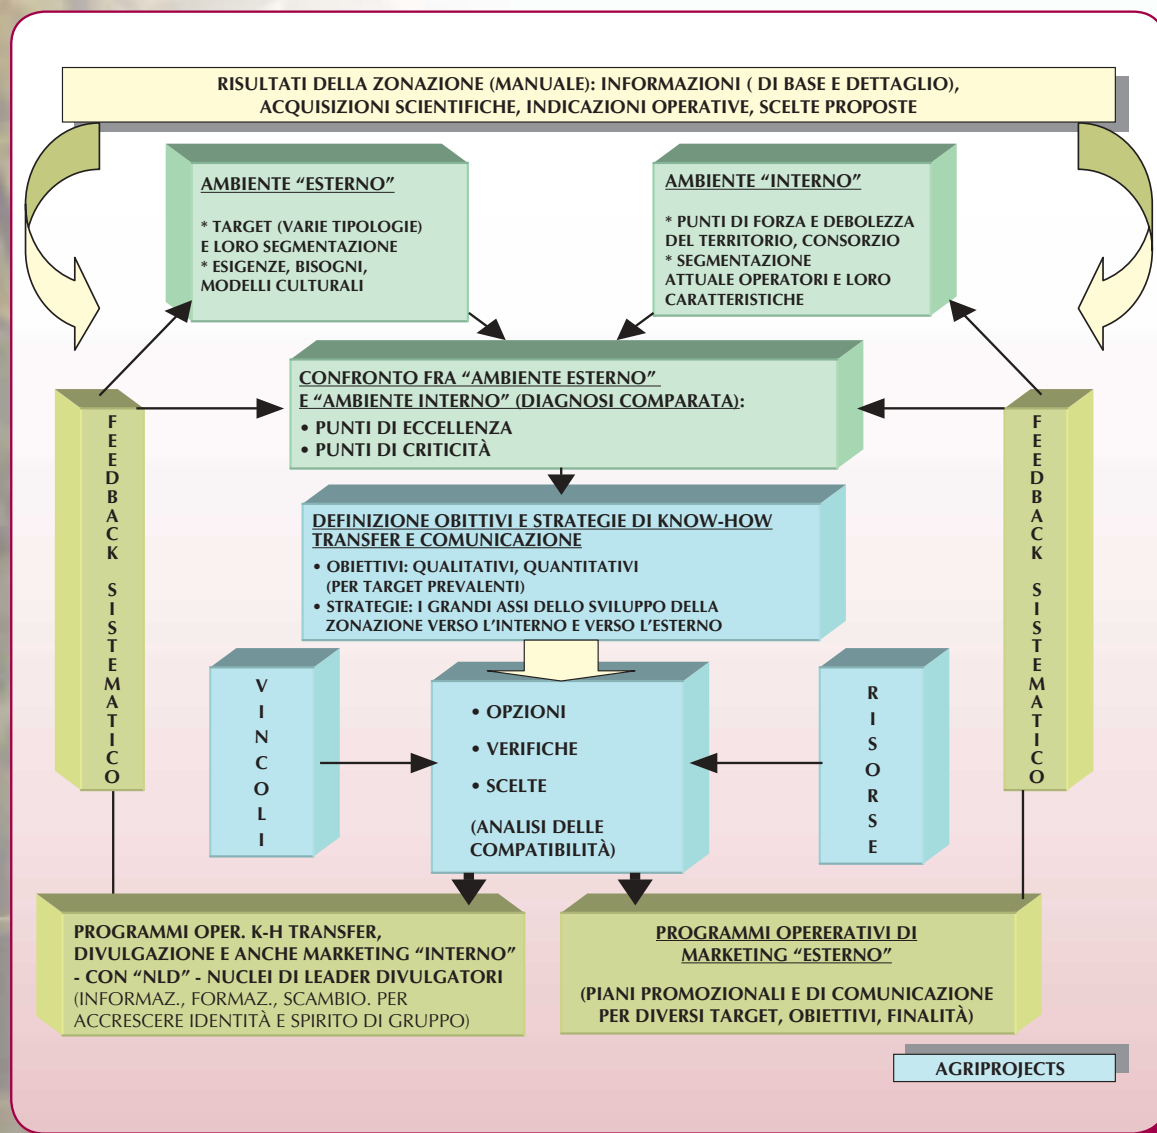 RISULTATI DELLA ZONAZIONE (MANUALE): INFORMAZIONI ( DI BASE E DETTAGLIO),
ACQUISIZIONI SCIENTIFICHE, INDICAZIONI OPERATIVE, SCELTE PROPOSTE
AMBIENTE “ESTERNO”
* TARGET (VARIE TIPOLOGIE)
E LORO SEGMENTAZIONE
* ESIGENZE, BISOGNI,
MODELLI CULTURALI
AMBIENTE “INTERNO”
* PUNTI DI FORZA E DEBOLEZZA
DEL TERRITORIO, CONSORZIO
* SEGMENTAZIONE
ATTUALE OPERATORI E LORO
CARATTERISTICHE
CONFRONTO FRA “AMBIENTE ESTERNO”
E “AMBIENTE INTERNO” (DIAGNOSI COMPARATA):
• PUNTI DI ECCELLENZA
• PUNTI DI CRITICITÀ
FEEDBACK SISTEMATICO
FEEDBACK SISTEMATICO
DEFINIZIONE OBITTIVI E STRATEGIE DI KNOW-HOW
TRANSFER E COMUNICAZIONE
• OBIETTIVI: QUALITATIVI, QUANTITATIVI
(PER TARGET PREVALENTI)
• STRATEGIE: I GRANDI ASSI DELLO SVILUPPO DELLA
ZONAZIONE VERSO L’INTERNO E VERSO L’ESTERNO
VINCOLI
• OPZIONI
• VERIFICHE
• SCELTE
(ANALISI DELLE
COMPATIBILITÀ)
RISORSE
PROGRAMMI OPER. K-H TRANSFER,
DIVULGAZIONE E ANCHE MARKETING “INTERNO”
- CON “NLD” - NUCLEI DI LEADER DIVULGATORI
(INFORMAZ., FORMAZ., SCAMBIO. PER
ACCRESCERE IDENTITÀ E SPIRITO DI GRUPPO)
PROGRAMMI OPERERATIVI DI
MARKETING “ESTERNO”
(PIANI PROMOZIONALI E DI COMUNICAZIONE
PER DIVERSI TARGET, OBIETTIVI, FINALITÀ)
AGRIPROJECTS